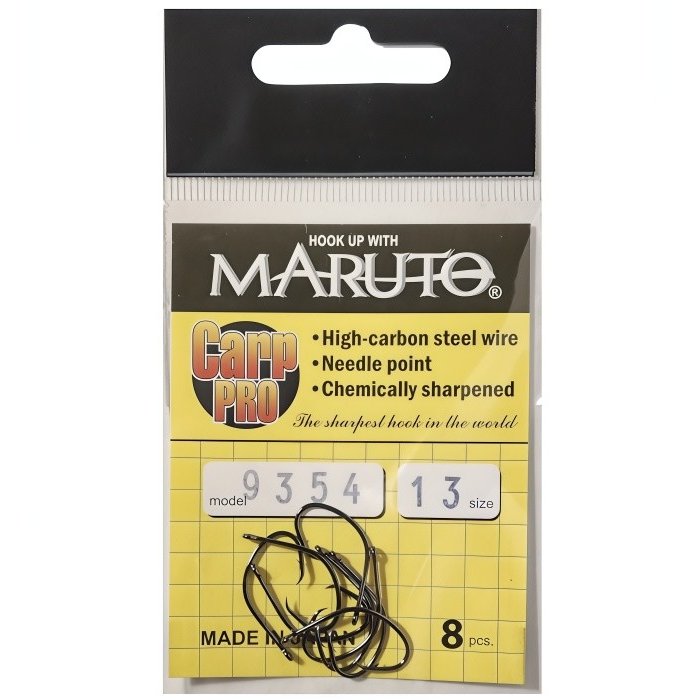 HOOK UP WITH
MARUTO®
Carp
PRO
• High-carbon steel wire
• Needle point
• Chemically sharpened
The sharpest hook in the world
model 9354 13 size
MADE IN JAPAN 8 pcs.